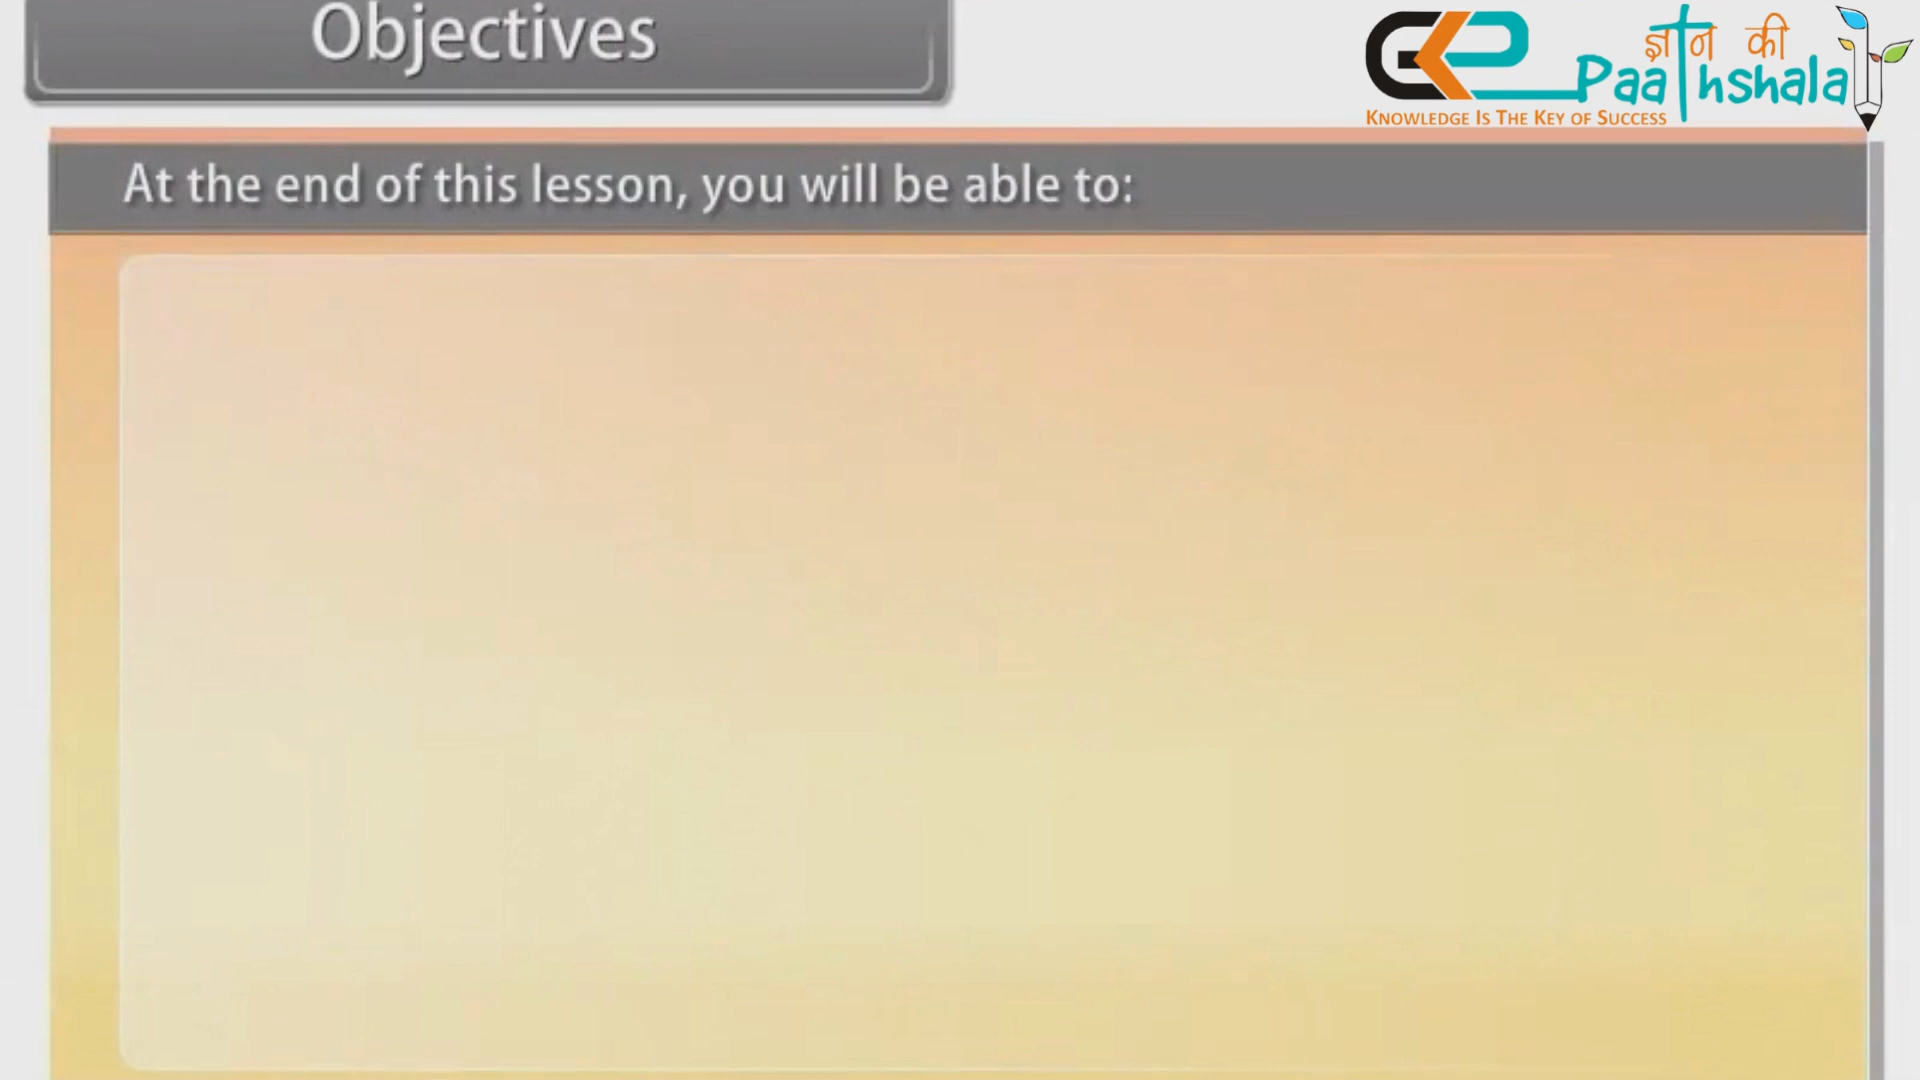 Objectives
ज्ञान की
GKP Paathshala
KNOWLEDGE IS THE KEY OF SUCCESS
At the end of this lesson, you will be able to: